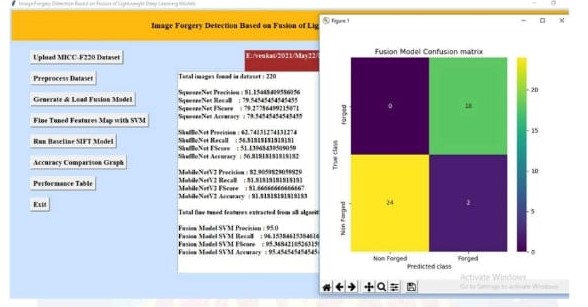 Image Forgery Detection Based on Fusion of Lightweight Deep Learning Models
Image Forgery Detection Based on Fusion of Lig
Upload MICC-F220 Dataset
Preprocess Dataset
Generate & Load Fusion Model
Fine Tuned Features Map with SVM
Run Baseline SIFT Model
Accuracy Comparison Graph
Performance Table
Exit
E:/venkat/2021/May22/
Total images found in dataset : 220
SqueezeNet Precision : 81.15468409586056
SqueezeNet Recall : 79.54545454545455
SqueezeNet FScore : 79.27786499215071
SqueezeNet Accuracy : 79.54545454545455
ShuffleNet Precision : 62.74131274131274
ShuffleNet Recall : 56.81818181818181
ShuffleNet FScore : 51.13968439509059
ShuffleNet Accuracy : 56.81818181818182
MobileNetV2 Precision : 82.9059829059829
MobileNetV2 Recall : 81.81818181818181
MobileNetV2 FScore : 81.66666666666667
MobileNetV2 Accuracy : 81.81818181818183
Total fine tuned features extracted from all
Fusion Model SVM Precision : 95.0
Fusion Model SVM Recall : 96.15384615384616
Fusion Model SVM FScore : 95.36842105263159
Fusion Model SVM Accuracy : 95.45454545454
Figure 1
Fusion Model Confusion matrix
True class
Forged
Non Forged
0
18
24
2
Non Forged
Forged
Predicted class
20
15
10
5
0
Activate Windows
Go to Settings to activate Windows.